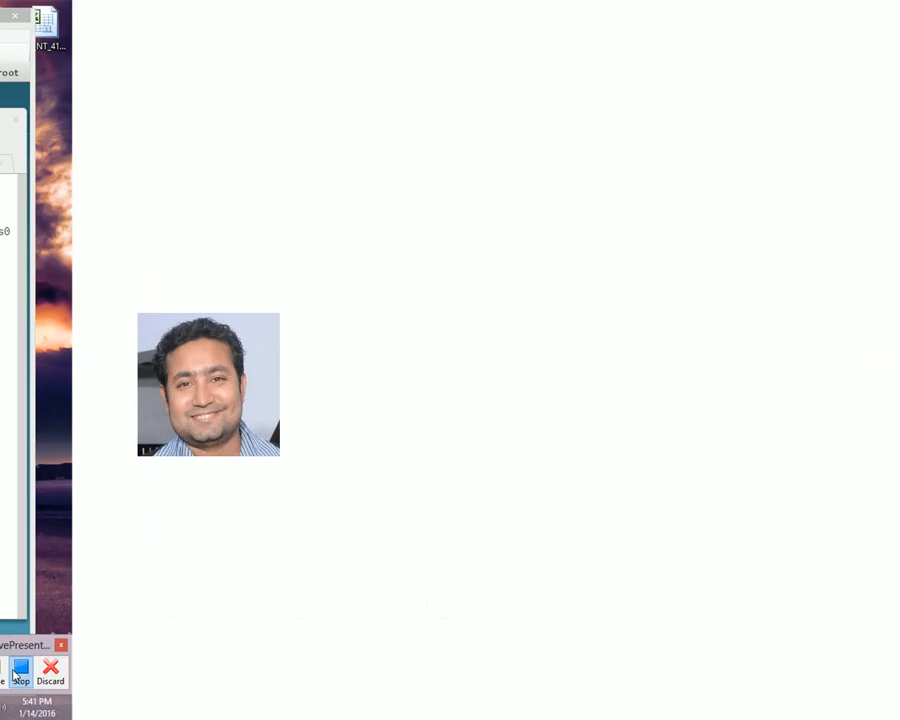 NT_41...
root
s0
vePresent...
e
Stop
Discard
5:41 PM
1/14/2016